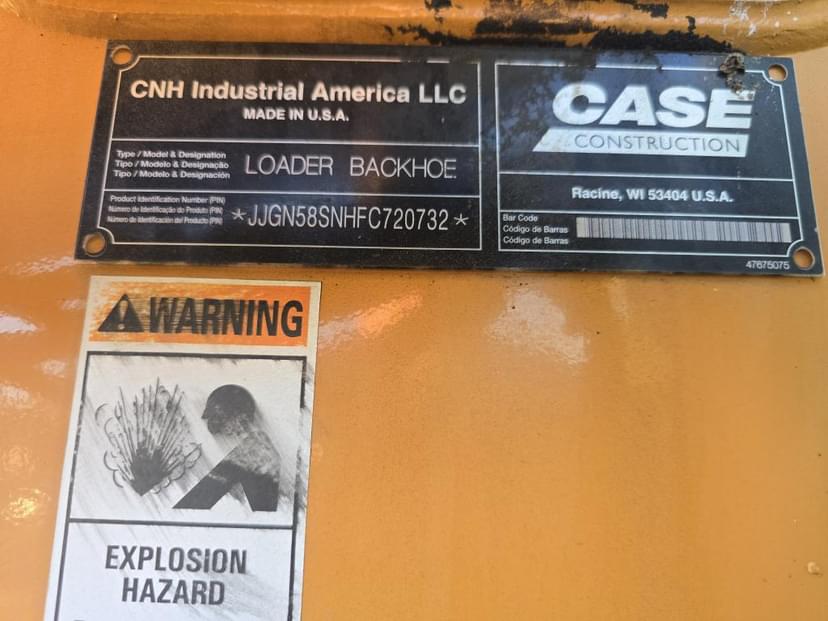 CNH Industrial America LLC
MADE IN U.S.A.
Type / Model & Designation
Tipo / Modelo & Designação
Tipo / Modelo & Designación
LOADER BACKHOE
Product Identification Number (PIN)
Número de Identificação do Produto (PIN)
Número de Identificación del Producto (PIN)
*JJGN58SNHFC720732*
CASE
CONSTRUCTION
Racine, WI 53404 U.S.A.
Bar Code
Código de Barras
Código de Barras
47675075
WARNING
EXPLOSION
HAZARD